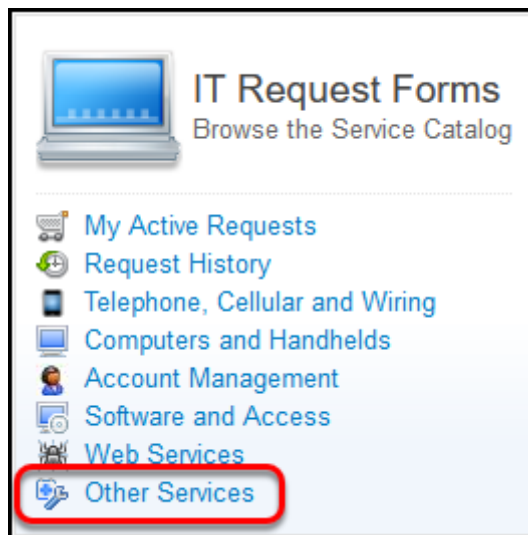 IT Request Forms
Browse the Service Catalog
My Active Requests
Request History
Telephone, Cellular and Wiring
Computers and Handhelds
Account Management
Software and Access
Web Services
Other Services